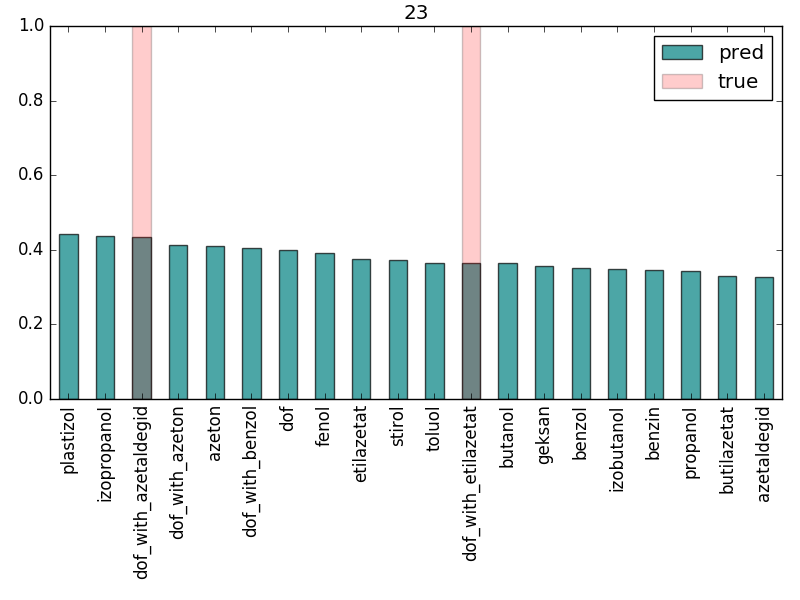 23
pred
true
1.0
0.8
0.6
0.4
0.2
0.0
plastizol
izopropanol
dof_with_azetaldegid
dof_with_azeton
azeton
dof_with_benzol
dof
fenol
etilazetat
stirol
toluol
dof_with_etilazetat
butanol
geksan
benzol
izobutanol
benzin
propanol
butilazetat
azetaldegid